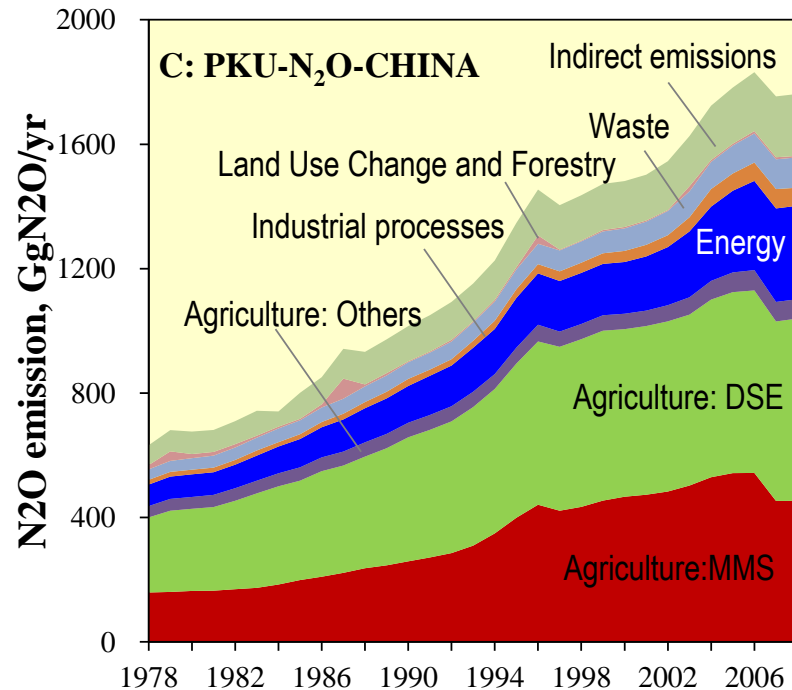 2000
1600
1200
800
400
0
N2O emission, GgN2O/yr
C: PKU-N₂O-CHINA
Indirect emissions
Waste
Land Use Change and Forestry
Industrial processes
Energy
Agriculture: Others
Agriculture: DSE
Agriculture:MMS
1978 1982 1986 1990 1994 1998 2002 2006